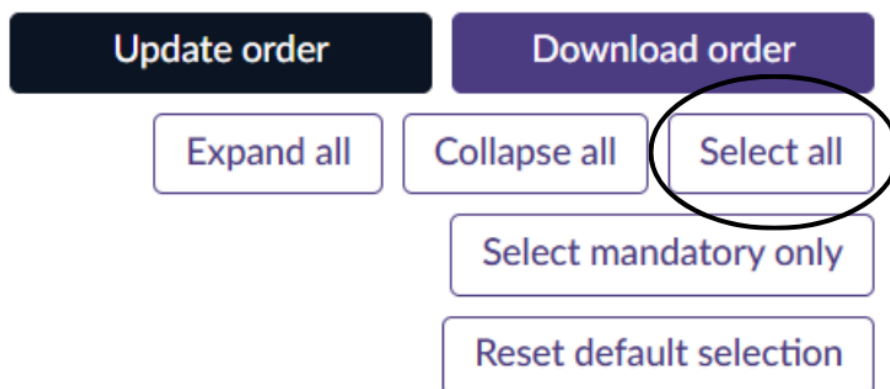 Update order Download order
Expand all Collapse all Select all
Select mandatory only
Reset default selection